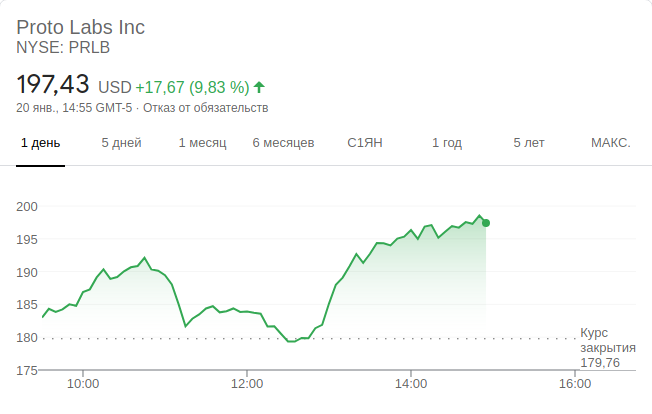 Proto Labs Inc
NYSE: PRLB
197,43 USD +17,67 (9,83 %)
20 янв., 14:55 GMT-5 · Отказ от обязательств
1 день 5 дней 1 месяц 6 месяцев С1ЯН 1 год 5 лет МАКС.
200
195
190
185
180
Курс
закрытия
179,76
175
10:00 12:00 14:00 16:00